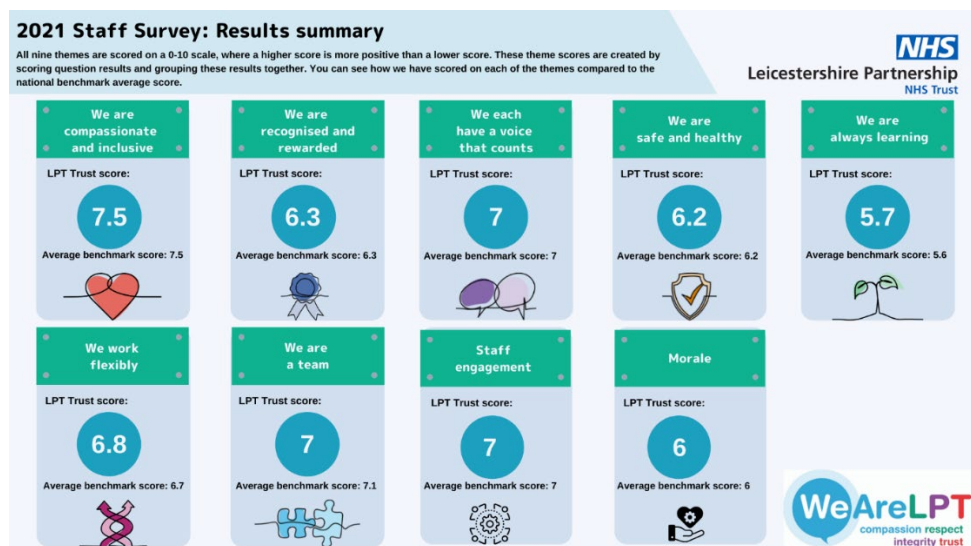 2021 Staff Survey: Results summary
All nine themes are scored on a 0-10 scale, where a higher score is more positive than a lower score. These theme scores are created by
scoring question results and grouping these results together. You can see how we have scored on each of the themes compared to the
national benchmark average score.
NHS
Leicestershire Partnership
NHS Trust
We are
compassionate
and inclusive
LPT Trust score:
7.5
Average benchmark score: 7.5
We are
recognised and
rewarded
LPT Trust score:
6.3
Average benchmark score: 6.3
We each
have a voice
that counts
LPT Trust score:
7
Average benchmark score: 7
We are
safe and healthy
LPT Trust score:
6.2
Average benchmark score: 6.2
We are
always learning
LPT Trust score:
5.7
Average benchmark score: 5.6
We work
flexibly
LPT Trust score:
6.8
Average benchmark score: 6.7
We are
a team
LPT Trust score:
7
Average benchmark score: 7.1
Staff
engagement
LPT Trust score:
7
Average benchmark score: 7
Morale
LPT Trust score:
6
Average benchmark score: 6
WeAreLPT
compassion respect
integrity trust